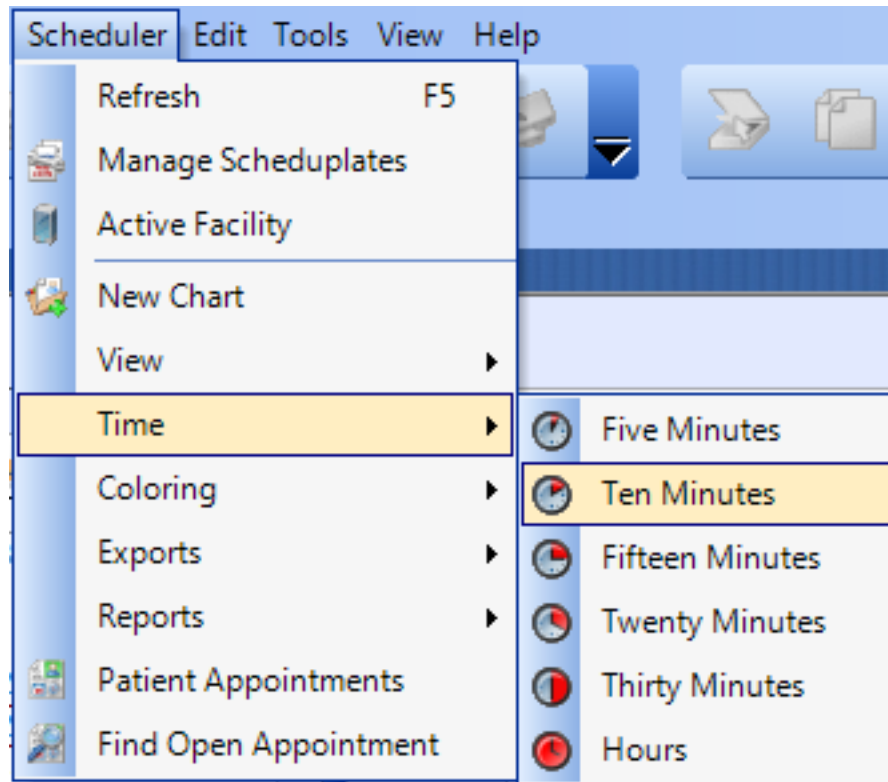 Scheduler Edit Tools View Help
Refresh F5
Manage Scheduplates
Active Facility
New Chart
View
Time
Coloring
Exports
Reports
Patient Appointments
Find Open Appointment
Five Minutes
Ten Minutes
Fifteen Minutes
Twenty Minutes
Thirty Minutes
Hours